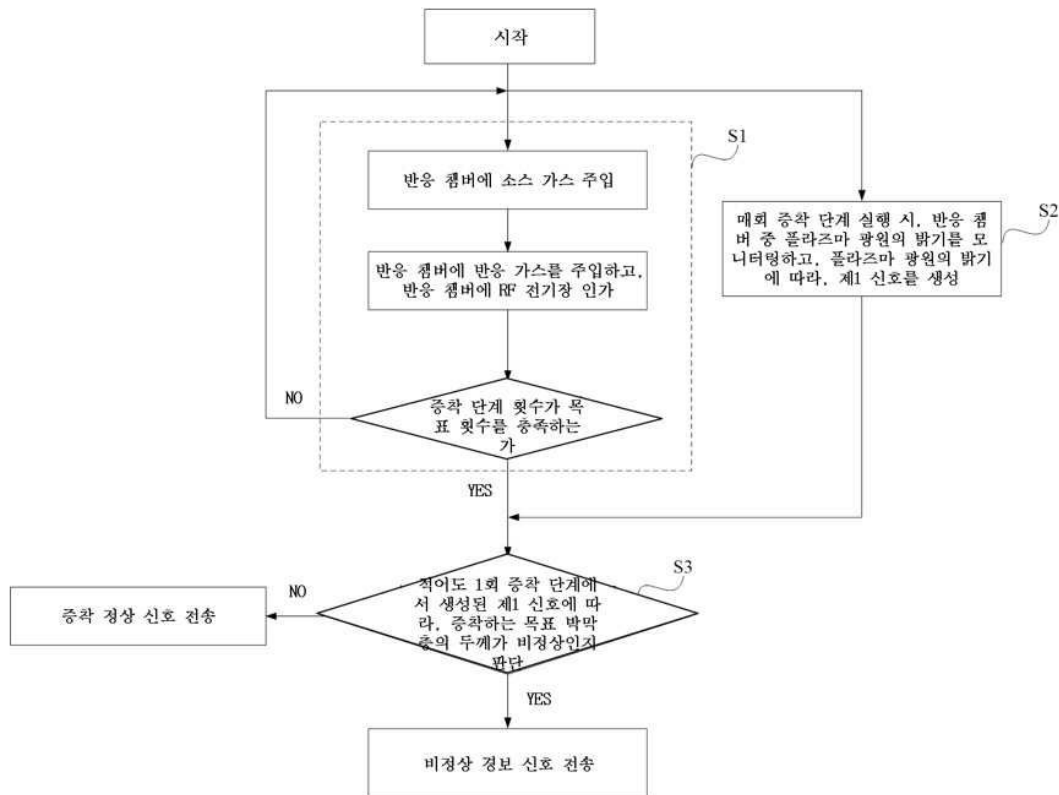 시작
S1
반응 챔버에 소스 가스 주입
S2
매회 증착 단계 실행 시, 반응 챔
버 중 플라즈마 광원의 밝기를 모
니터링하고, 플라즈마 광원의 밝기
에 따라, 제1 신호를 생성
반응 챔버에 반응 가스를 주입하고,
반응 챔버에 RF 전기장 인가
NO
증착 단계 횟수가 목
표 횟수를 충족하는
가
YES
S3
적어도 1회 증착 단계에
서 생성된 제1 신호에 따
라, 증착하는 목표 박막
층의 두께가 비정상인지
판단
NO
증착 정상 신호 전송
YES
비정상 경보 신호 전송